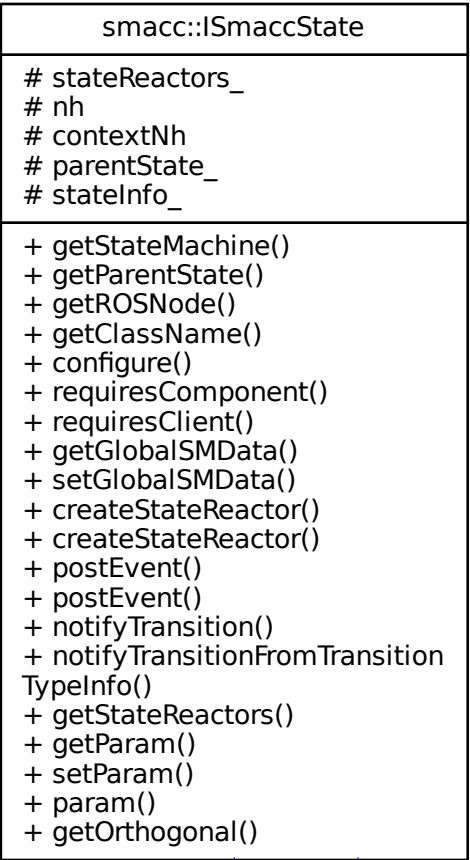 smacc::ISmaccState
# stateReactors_
# nh
# contextNh
# parentState_
# stateInfo_
+ getStateMachine()
+ getParentState()
+ getROSNode()
+ getClassName()
+ configure()
+ requiresComponent()
+ requiresClient()
+ getGlobalSMData()
+ setGlobalSMData()
+ createStateReactor()
+ createStateReactor()
+ postEvent()
+ postEvent()
+ notifyTransition()
+ notifyTransitionFromTransition
TypeInfo()
+ getStateReactors()
+ getParam()
+ setParam()
+ param()
+ getOrthogonal()